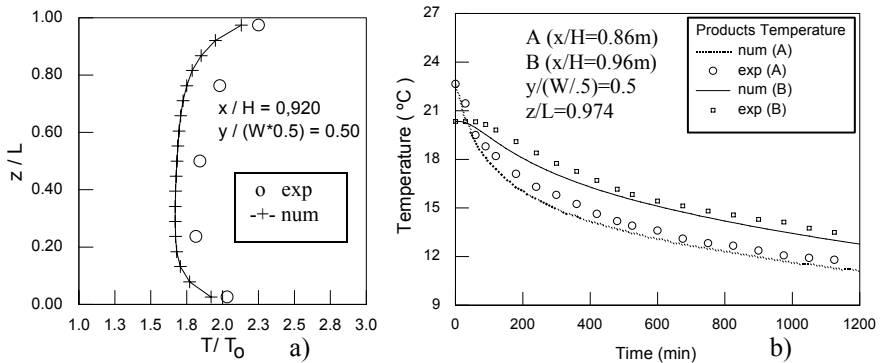 1.00
0.80
0.60
0.40
0.20
0.00
z / L
x / H = 0,920
y / (W*0.5) = 0.50
o exp
-+- num
1.0 1.3 1.5 1.8 2.0 2.3 2.5 2.8 3.0
T/ To
a)
27
24
21
18
15
12
9
Temperature ( ºC)
A (x/H=0.86m)
B (x/H=0.96m)
y/(W/.5)=0.5
z/L=0.974
Products Temperature
num (A)
exp (A)
num (B)
exp (B)
0 200 400 600 800 1000 1200
Time (min)
b)